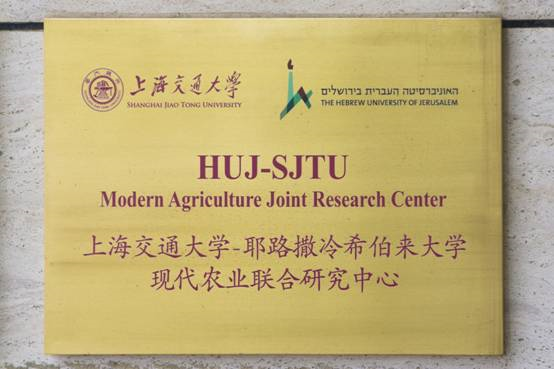 上海交通大学
SHANGHAI JIAO TONG UNIVERSITY
האוניברסיטה העברית בירושלים
THE HEBREW UNIVERSITY OF JERUSALEM
HUJ-SJTU
Modern Agriculture Joint Research Center
上海交通大学-耶路撒冷希伯来大学
现代农业联合研究中心